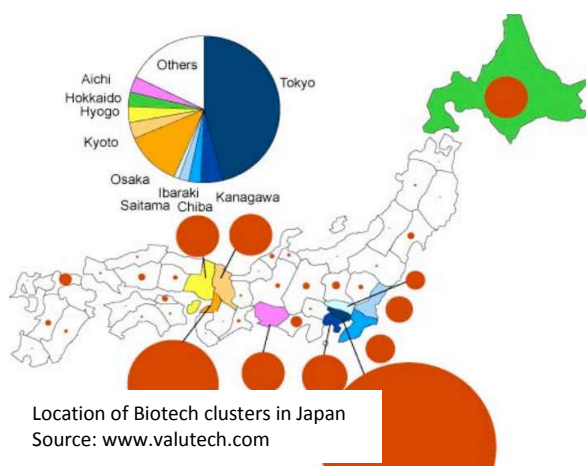 Others
Tokyo
Aichi
Hokkaido
Hyogo
Kyoto
Osaka
Ibaraki
Kanagawa
Saitama
Chiba
Location of Biotech clusters in Japan
Source: www.valutech.com